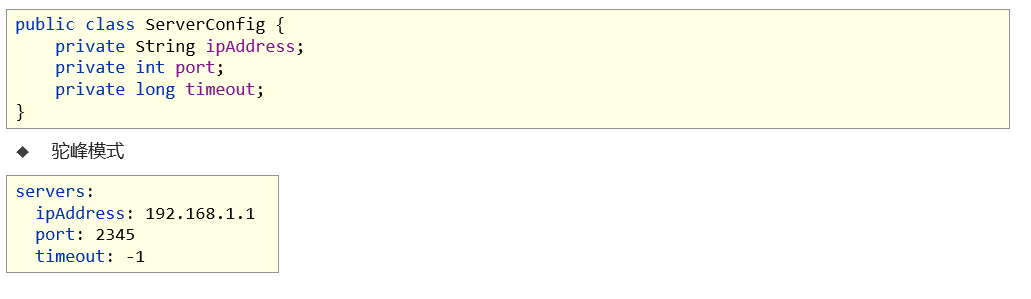 public class ServerConfig {
    private String ipAddress;
    private int port;
    private long timeout;
}
◆ 驼峰模式
servers:
  ipAddress: 192.168.1.1
  port: 2345
  timeout: -1